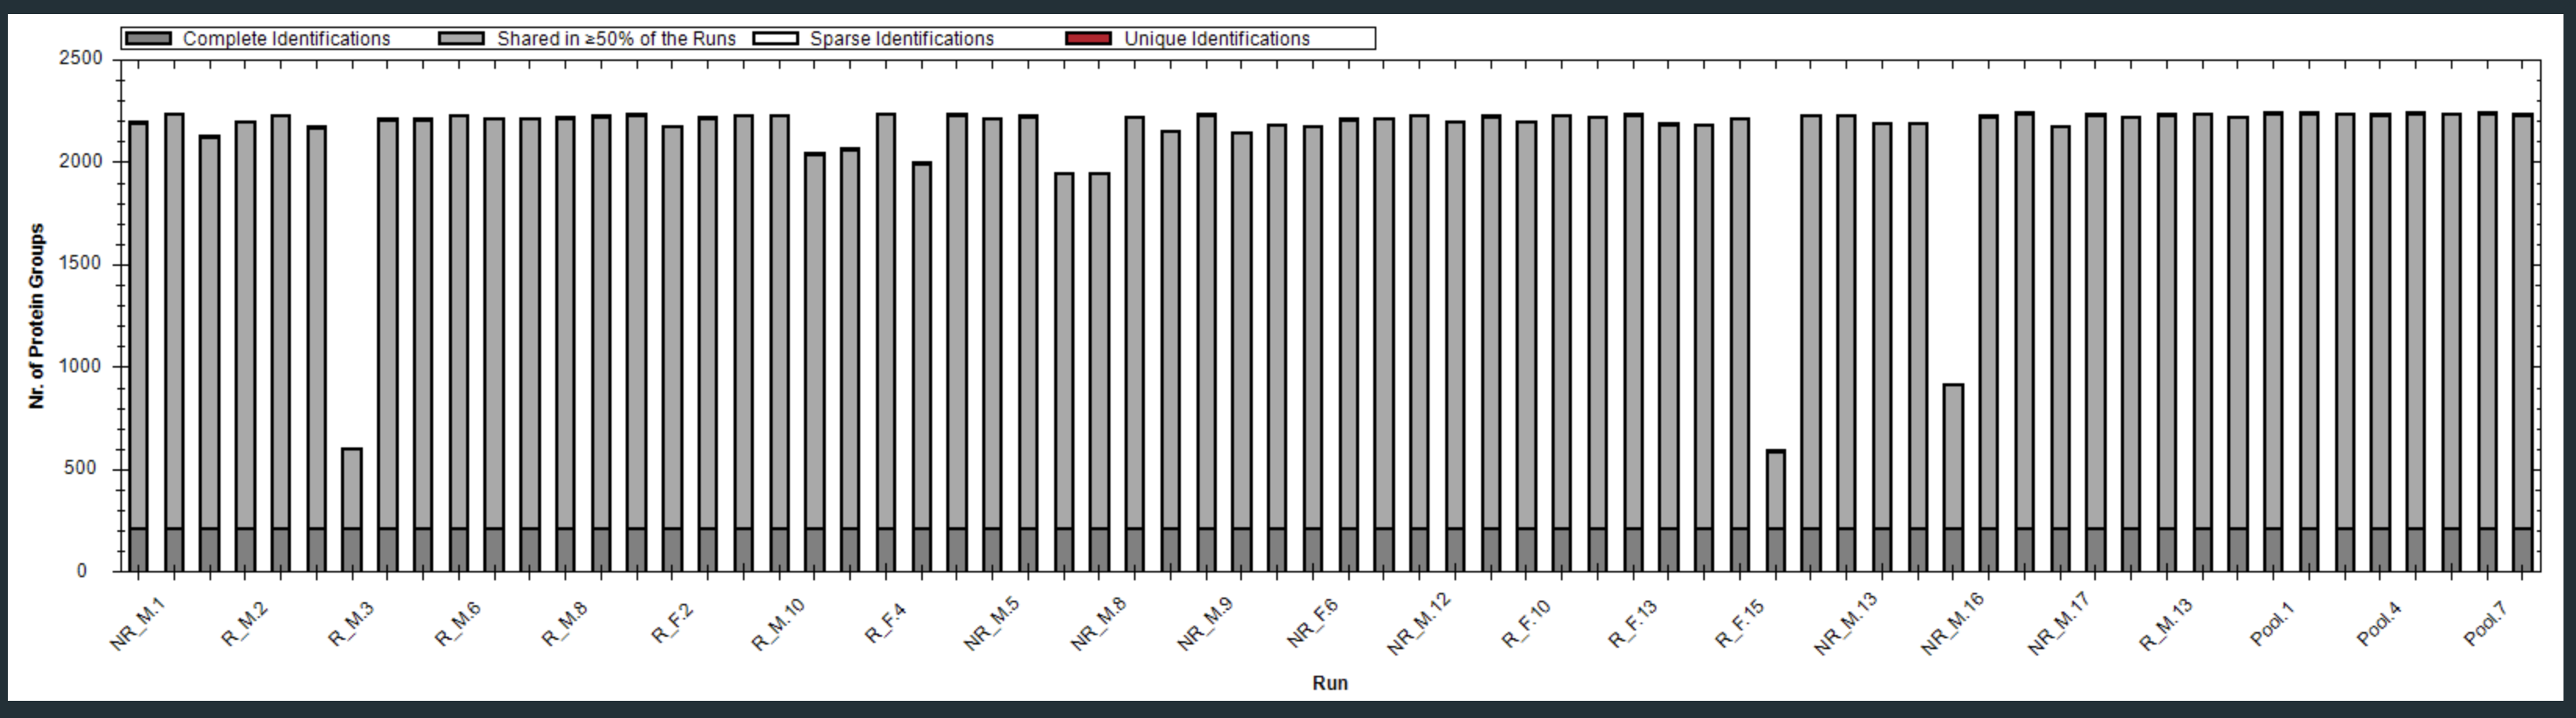 Complete Identifications Shared in ≥50% of the Runs Sparse Identifications Unique Identifications
2500
2000
1500
1000
500
0
Nr. of Protein Groups
NR_M.1 R_M.2 R_M.3 R_M.6 R_M.8 R_F.2 R_M.10 R_F.4 NR_M.5 NR_M.8 NR_M.9 NR_F.6 NR_M.12 R_F.10 R_F.13 R_F.15 NR_M.13 NR_M.16 NR_M.17 R_M.13 Pool.1 Pool.4 Pool.7
Run